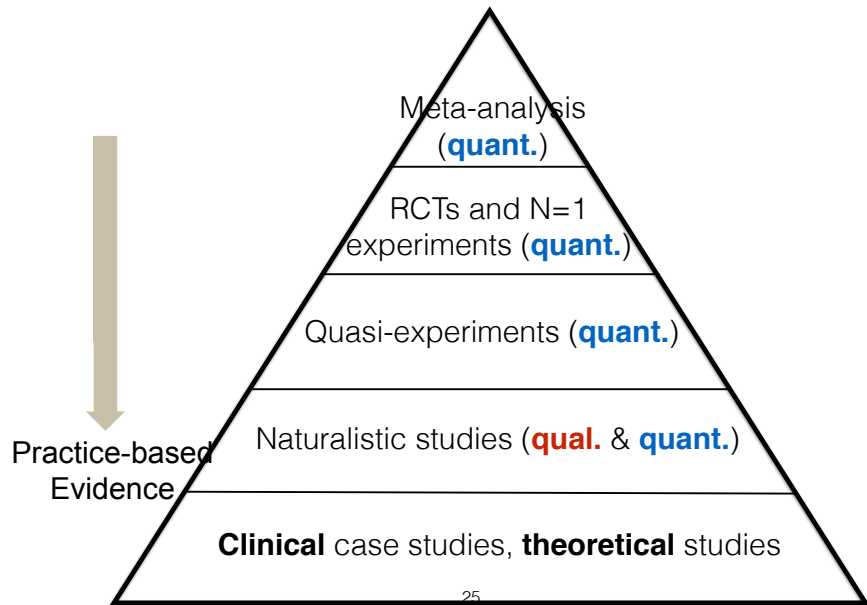 Meta-analysis
(quant.)
RCTs and N=1
experiments (quant.)
Quasi-experiments (quant.)
Naturalistic studies (qual. & quant.)
Practice-based
Evidence
Clinical case studies, theoretical studies
25